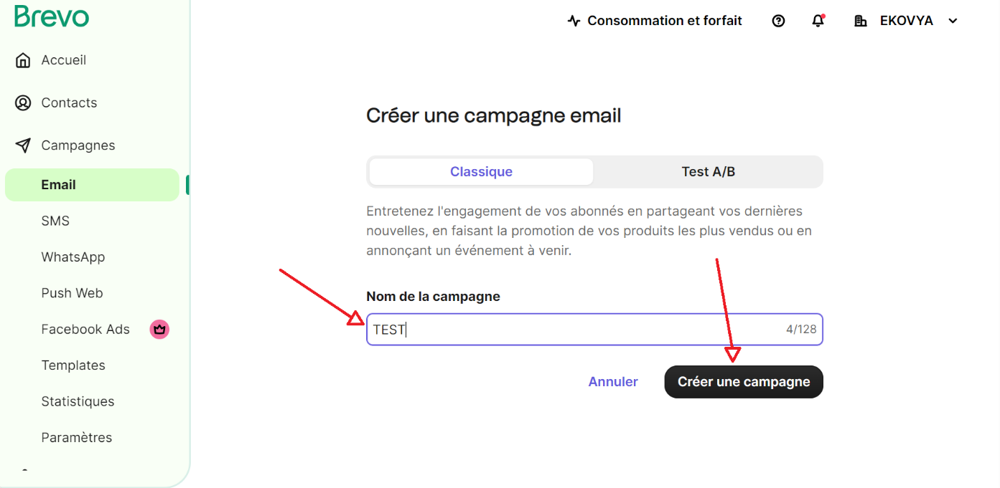 Brevo
Consommation et forfait
EKOVYA
Accueil
Contacts
Campagnes
Email
SMS
WhatsApp
Push Web
Facebook Ads
Templates
Statistiques
Paramètres
Créer une campagne email
Classique
Test A/B
Entretenez l'engagement de vos abonnés en partageant vos dernières
nouvelles, en faisant la promotion de vos produits les plus vendus ou en
annonçant un événement à venir.
Nom de la campagne
TEST
4/128
Annuler
Créer une campagne